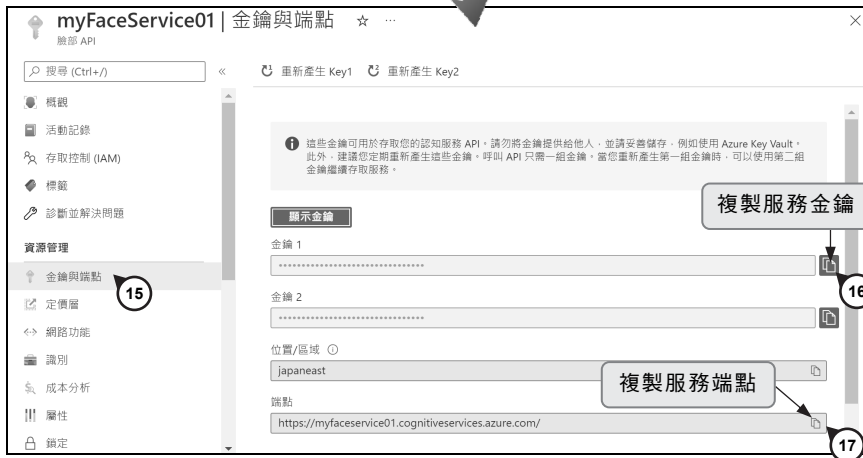 myFaceService01 | 金鑰與端點 ☆ ···
臉部 API
搜尋 (Ctrl+/)
«
重新產生 Key1 重新產生 Key2
概觀
活動記錄
存取控制 (IAM)
標籤
診斷並解決問題
資源管理
金鑰與端點
15
定價層
網路功能
識別
成本分析
屬性
鎖定
這些金鑰可用於存取您的認知服務 API。請勿將金鑰提供給他人，並請妥善儲存，例如使用 Azure Key Vault。
此外，建議您定期重新產生這些金鑰。呼叫 API 只需一組金鑰。當您重新產生第一組金鑰時，可以使用第二組
金鑰繼續存取服務。
顯示金鑰
複製服務金鑰
金鑰 1
16
金鑰 2
位置/區域
japaneast
複製服務端點
端點
https://myfaceservice01.cognitiveservices.azure.com/
17